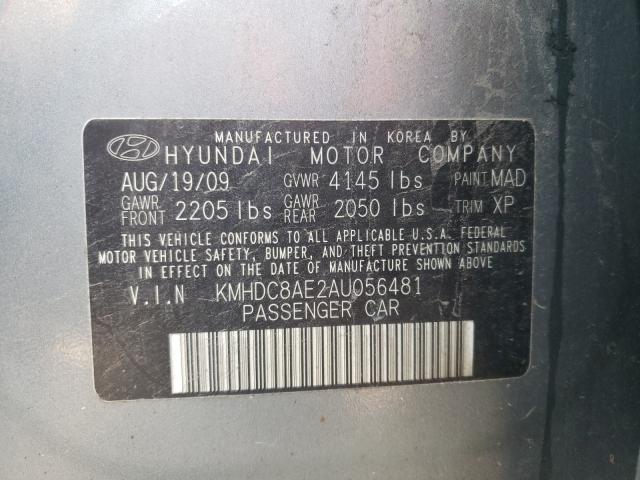 MANUFACTURED IN KOREA BY
HYUNDAI MOTOR COMPANY
AUG/19/09 GVWR 4145 lbs PAINT MAD
GAWR FRONT 2205 lbs GAWR REAR 2050 lbs TRIM XP
THIS VEHICLE CONFORMS TO ALL APPLICABLE U.S.A. FEDERAL
MOTOR VEHICLE SAFETY, BUMPER, AND THEFT PREVENTION STANDARDS
IN EFFECT ON THE DATE OF MANUFACTURE SHOWN ABOVE.
V.I.N KMHDC8AE2AU056481
PASSENGER CAR